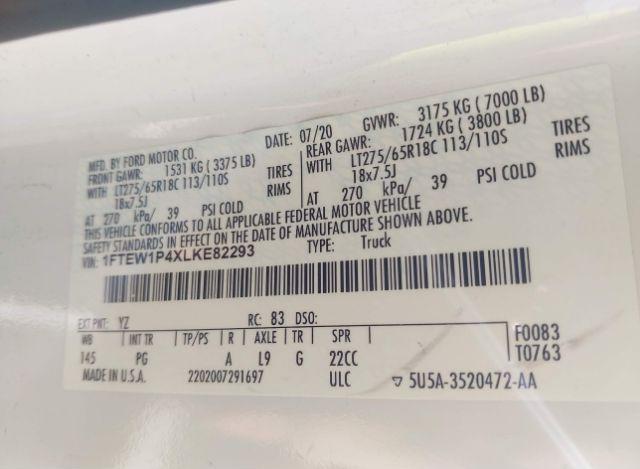 MFD. BY FORD MOTOR CO.
DATE: 07/20 GVWR: 3175 KG ( 7000 LB)
FRONT GAWR: 1531 KG ( 3375 LB) REAR GAWR: 1724 KG ( 3800 LB)
WITH LT275/65R18C 113/110S TIRES WITH LT275/65R18C 113/110S TIRES
18x7.5J RIMS 18x7.5J RIMS
AT 270 kPa/ 39 PSI COLD AT 270 kPa/ 39 PSI COLD
THIS VEHICLE CONFORMS TO ALL APPLICABLE FEDERAL MOTOR VEHICLE
SAFETY STANDARDS IN EFFECT ON THE DATE OF MANUFACTURE SHOWN ABOVE.
VIN: 1FTEW1P4XLKE82293 TYPE: Truck
EXT PNT: YZ RC: 83 DSO:
WB INT TR TP/PS R AXLE TR SPR F0083
145 PG A L9 G 22CC T0763
MADE IN U.S.A. 2202007291697 ULC 5U5A-3520472-AA